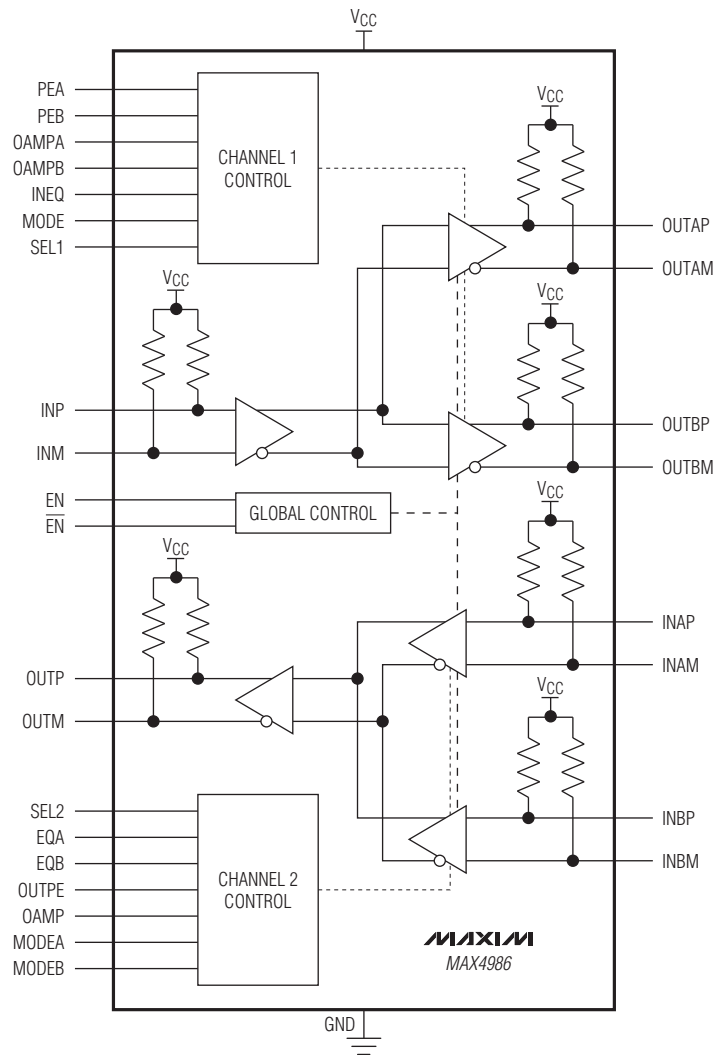 VCC
PEA
PEB
OAMPA
OAMPB
INEQ
MODE
SEL1
CHANNEL 1
CONTROL
VCC
OUTAP
OUTAM
VCC
VCC
INP
INM
OUTBP
OUTBM
EN
EN
GLOBAL CONTROL
VCC
VCC
INAP
INAM
OUTP
OUTM
VCC
INBP
INBM
SEL2
EQA
EQB
OUTPE
OAMP
MODEA
MODEB
CHANNEL 2
CONTROL
MAXIM
MAX4986
GND